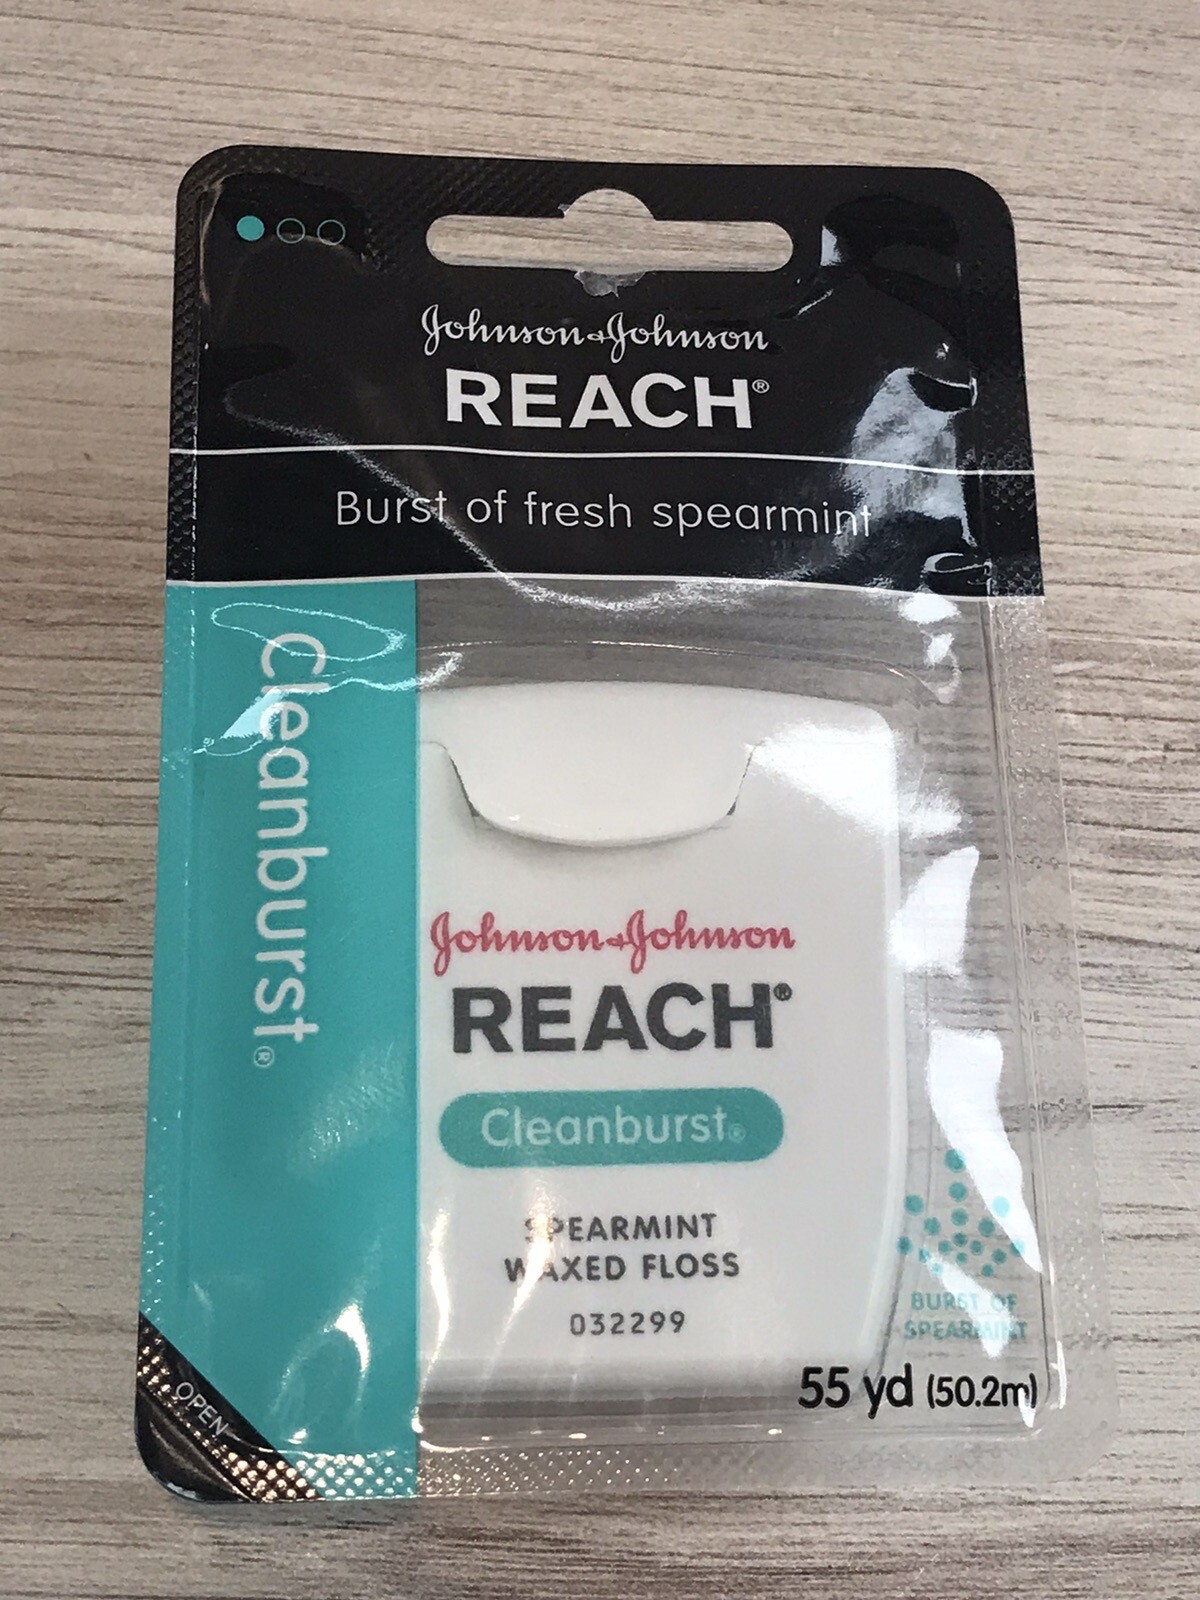 Johnson & Johnson
REACH®
Burst of fresh spearmint
Cleanburst®
Johnson & Johnson
REACH®
Cleanburst®
SPEARMINT
WAXED FLOSS
032299
BURST OF
SPEARMINT
55 yd (50.2m)
OPEN